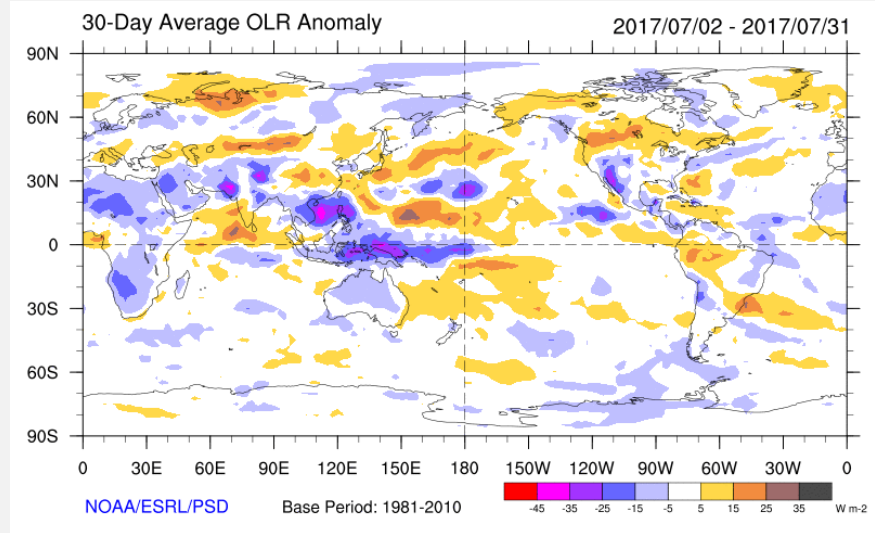 30-Day Average OLR Anomaly
2017/07/02 - 2017/07/31
90N
60N
30N
0
30S
60S
90S
0 30E 60E 90E 120E 150E 180 150W 120W 90W 60W 30W 0
NOAA/ESRL/PSD
Base Period: 1981-2010
-45 -35 -25 -15 -5 5 15 25 35 W m-2